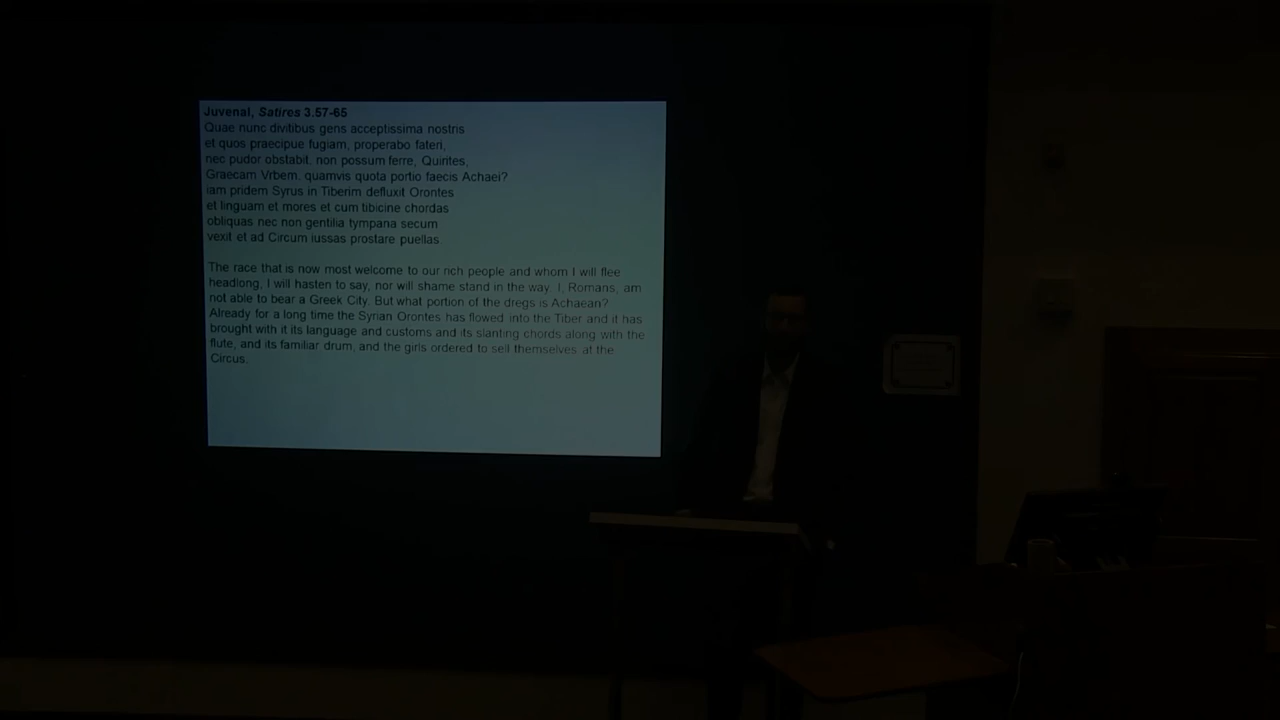 Juvenal, Satires 3.57-65
Quae nunc divitibus gens acceptissima nostris
et quos praecipue fugiam, properabo fateri,
nec pudor obstabit. non possum ferre, Quirites,
Graecam Vrbem. quamvis quota portio faecis Achaei?
iam pridem Syrus in Tiberim defluxit Orontes
et linguam et mores et cum tibicine chordas
obliquas nec non gentilia tympana secum
vexit et ad Circum iussas prostare puellas.
The race that is now most welcome to our rich people and whom I will flee
headlong, I will hasten to say, nor will shame stand in the way. I, Romans, am
not able to bear a Greek City. But what portion of the dregs is Achaean?
Already for a long time the Syrian Orontes has flowed into the Tiber and it has
brought with it its language and customs and its slanting chords along with the
flute, and its familiar drum, and the girls ordered to sell themselves at the
Circus.